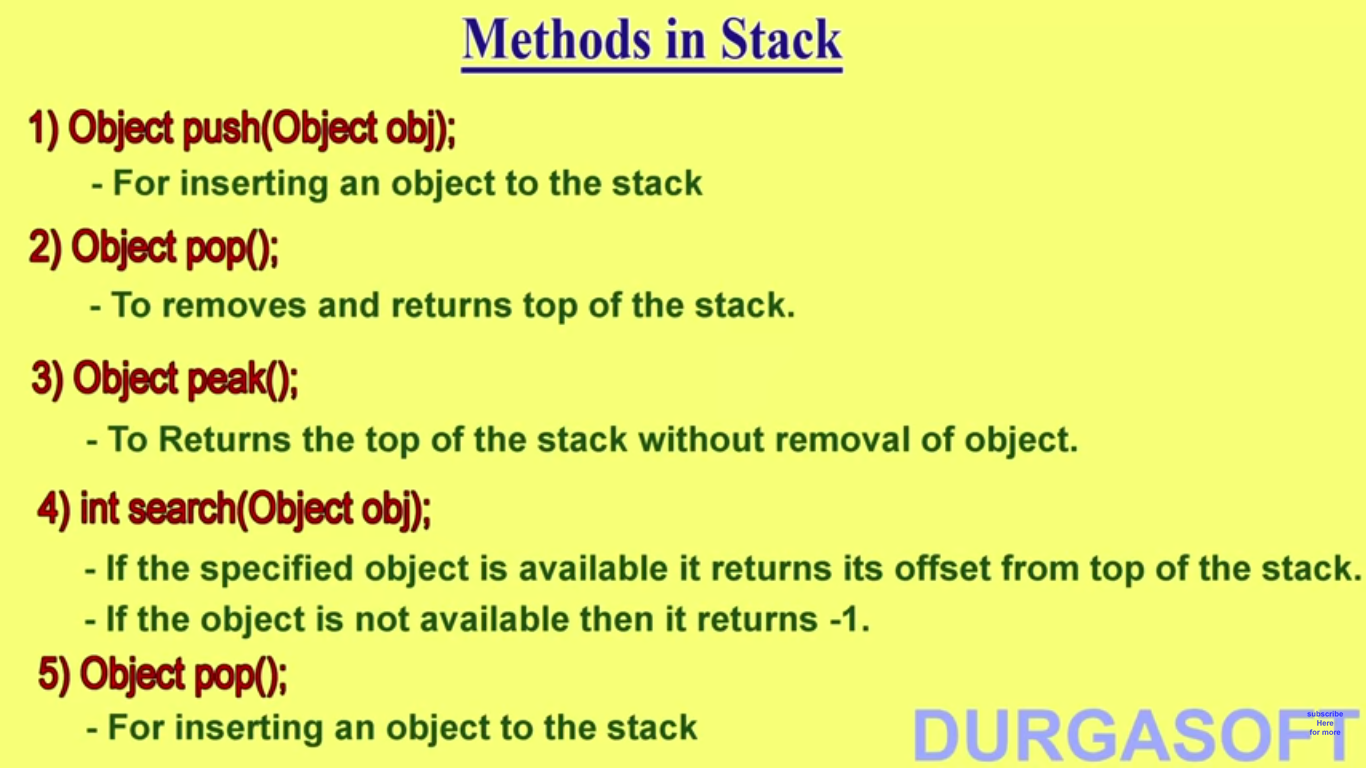 Methods in Stack
1) Object push(Object obj);
- For inserting an object to the stack
2) Object pop();
- To removes and returns top of the stack.
3) Object peak();
- To Returns the top of the stack without removal of object.
4) int search(Object obj);
- If the specified object is available it returns its offset from top of the stack.
- If the object is not available then it returns -1.
5) Object pop();
- For inserting an object to the stack
DURGASOFT
subscribe
Here
for more